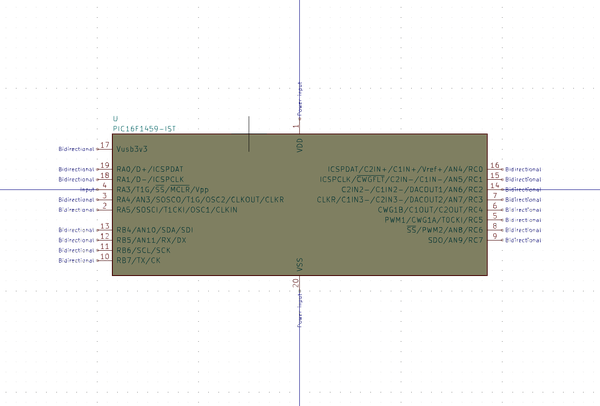 Power Input
1
VDD
U
PIC16F1459-IST
Bidirectional 17 Vusb3v3
Bidirectional 19 RA0/D+/ICSPDAT
Bidirectional 18 RA1/D-/ICSPCLK
Input 4 RA3/T1G/SS/MCLR/Vpp
Bidirectional 3 RA4/AN3/SOSCO/T1G/OSC2/CLKOUT/CLKR
Bidirectional 2 RA5/SOSCI/T1CKI/OSC1/CLKIN
Bidirectional 13 RB4/AN10/SDA/SDI
Bidirectional 12 RB5/AN11/RX/DX
Bidirectional 11 RB6/SCL/SCK
Bidirectional 10 RB7/TX/CK
ICSPDAT/C2IN+/C1IN+/Vref+/AN4/RC0 16 Bidirectional
ICSPCLK/CWGFLT/C2IN-/C1IN-/AN5/RC1 15 Bidirectional
C2IN2-/C1IN2-/DACOUT1/AN6/RC2 14 Bidirectional
CLKR/C1IN3-/C2IN3-/DACOUT2/AN7/RC3 7 Bidirectional
CWG1B/C1OUT/C2OUT/RC4 6 Bidirectional
PWM1/CWG1A/T0CKI/RC5 5 Bidirectional
SS/PWM2/AN8/RC6 8 Bidirectional
SDO/AN9/RC7 9 Bidirectional
VSS
20
Power Input